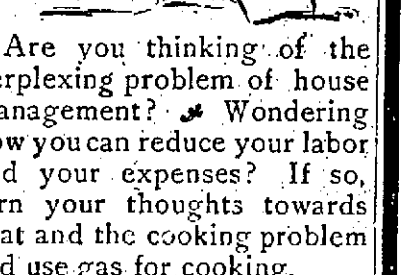 Are you thinking of the
erplexing problem of house
anagement? Wondering
ow you can reduce your labor
d your expenses? If so,
rn your thoughts towards
at and the cooking problem
d use gas for cooking.